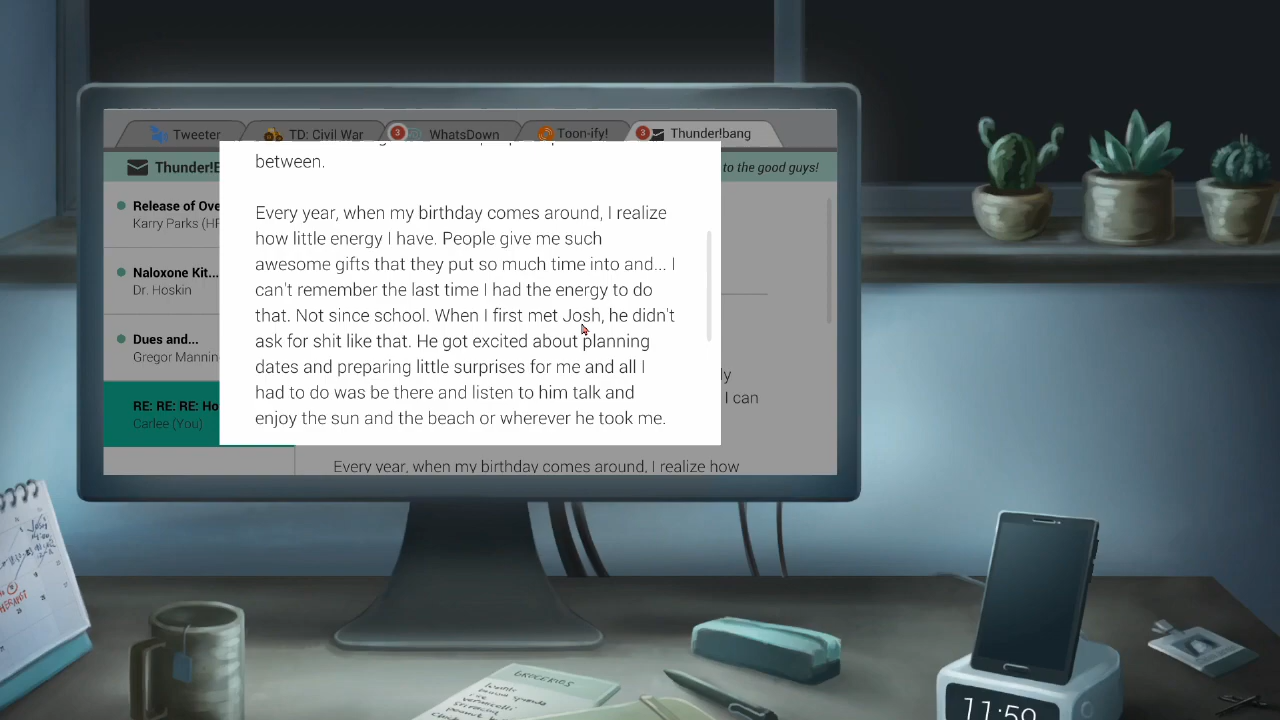 Tweeter
TD: Civil War
3
WhatsDown
Toon-ify!
3
Thunder!bang
Thunder!
to the good guys!
Release of Ove
Karry Parks (HR
Naloxone Kit...
Dr. Hoskin
Dues and...
Gregor Mannin
RE: RE: RE: Ho
Carlee (You)
between.
Every year, when my birthday comes around, I realize
how little energy I have. People give me such
awesome gifts that they put so much time into and... I
can't remember the last time I had the energy to do
that. Not since school. When I first met Josh, he didn't
ask for shit like that. He got excited about planning
dates and preparing little surprises for me and all I
had to do was be there and listen to him talk and
enjoy the sun and the beach or wherever he took me.
ly
I can
Every year, when my birthday comes around, I realize how
GROCERIES
11:59